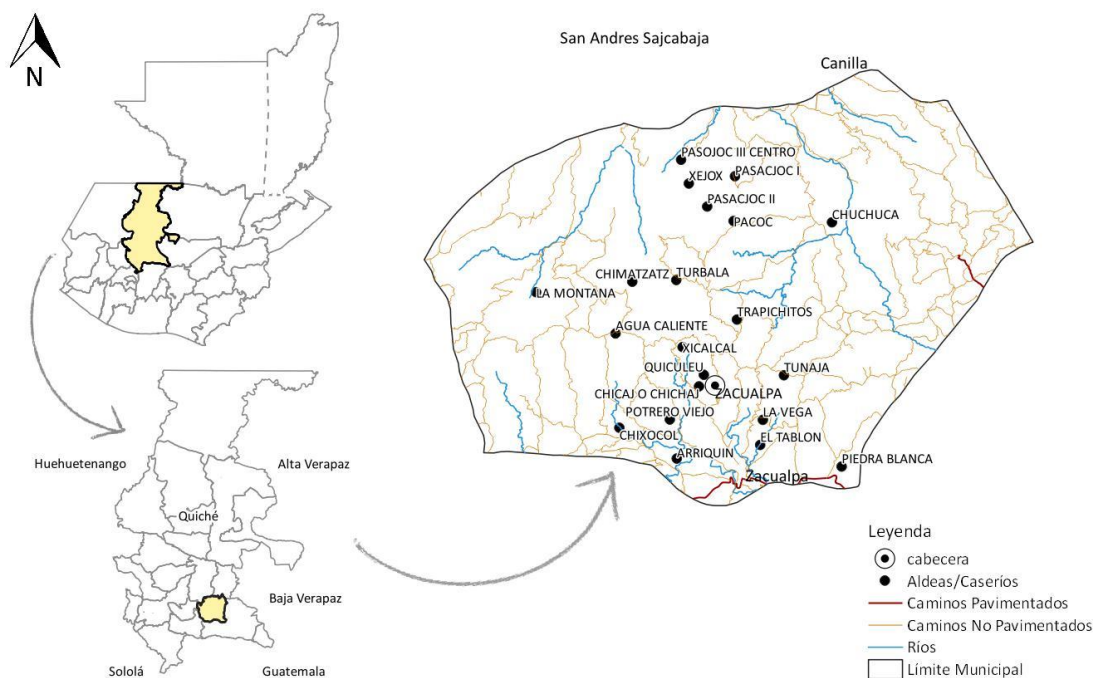 N
San Andres Sajcabaja
Canilla
PASOJOC III CENTRO
PASACJOC I
XEJOX
PASACJOC II
PACOC
CHUCHUCA
CHIMATZATZ
TURBALA
LA MONTANA
TRAPICHITOS
AGUA CALIENTE
XICALCAL
QUICULEU
TUNAJA
CHICAJ O CHICHAJ
ZACUALPA
POTRERO VIEJO
LA VEGA
CHIXOCOL
EL TABLON
ARRIQUIN
PIEDRA BLANCA
Zacualpa
Huehuetenango
Alta Verapaz
Quiché
Baja Verapaz
Sololá
Guatemala
Leyenda
cabecera
Aldeas/Caseríos
Caminos Pavimentados
Caminos No Pavimentados
Ríos
Límite Municipal